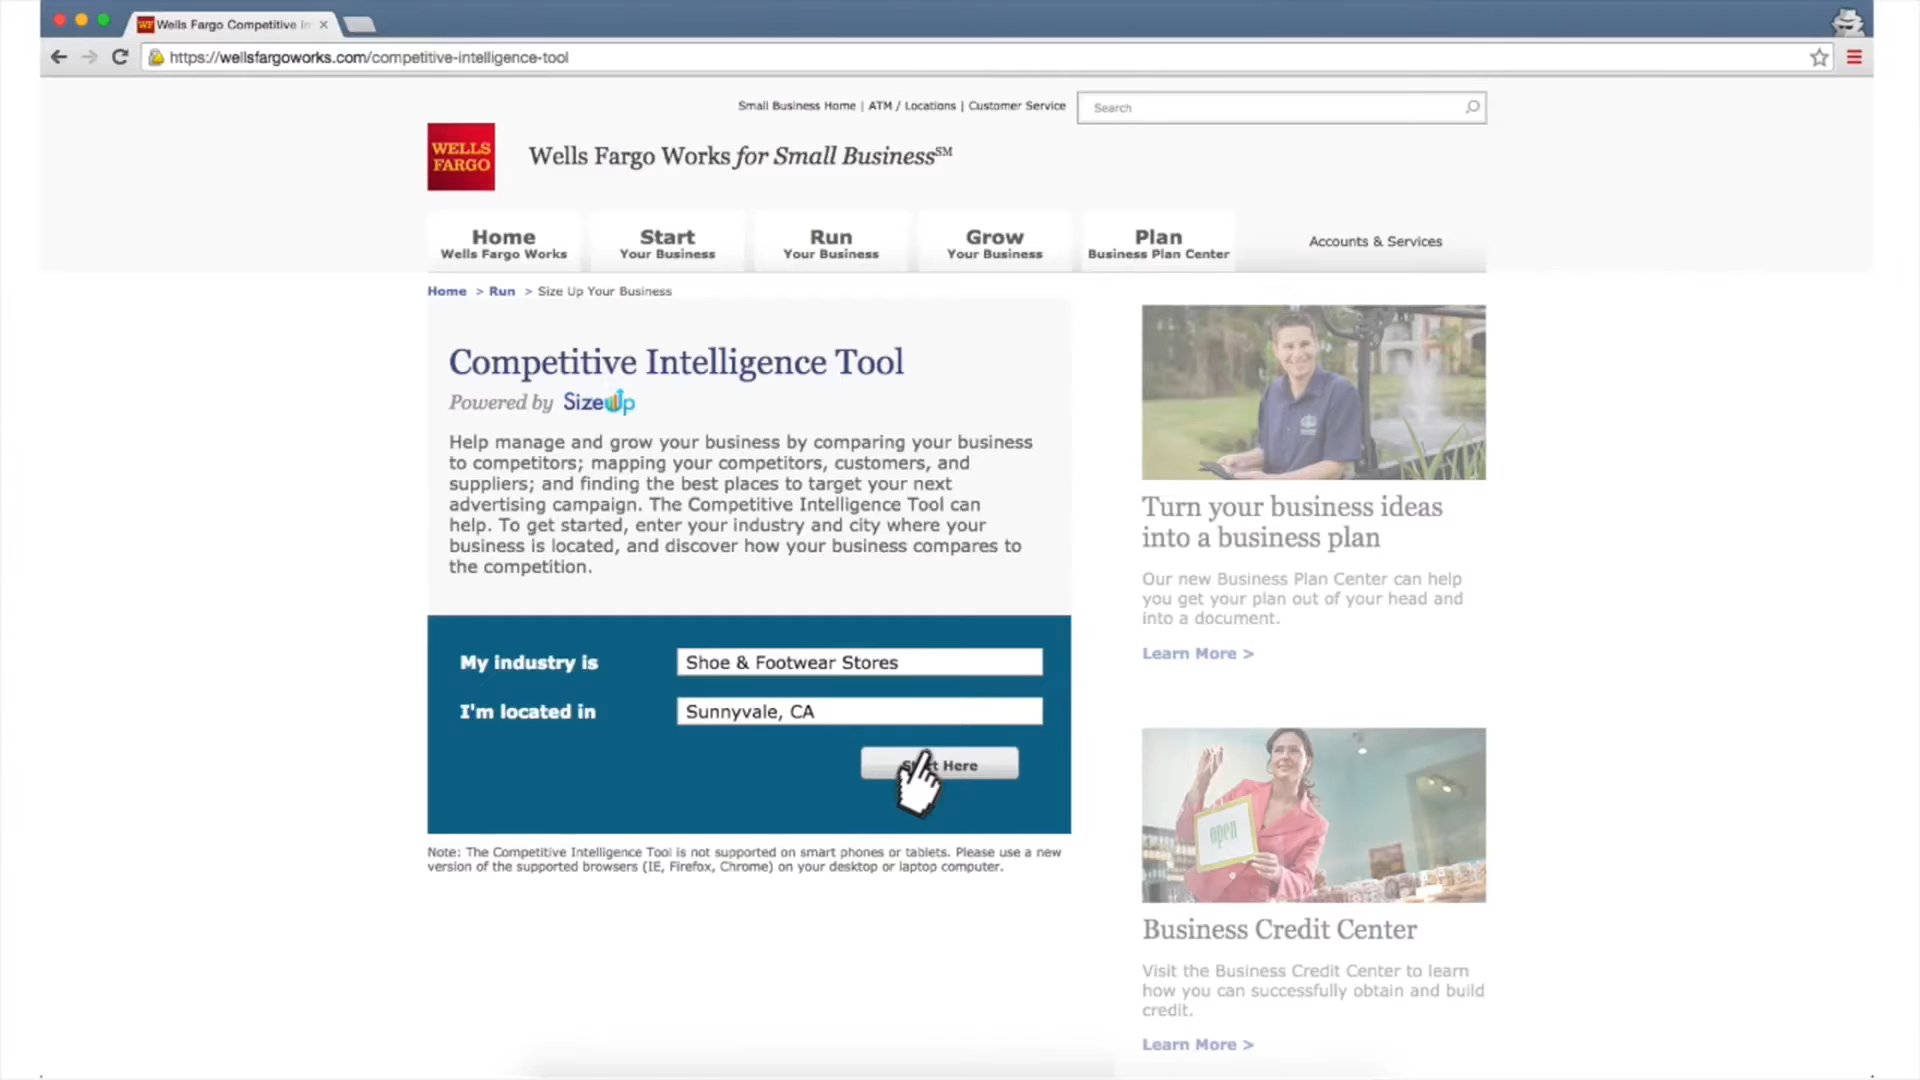 Wells Fargo Competitive In
https://wellsfargoworks.com/competitive-intelligence-tool
Small Business Home | ATM / Locations | Customer Service
Search
WELLS
FARGO
Wells Fargo Works for Small Business℠
Home
Wells Fargo Works
Start
Your Business
Run
Your Business
Grow
Your Business
Plan
Business Plan Center
Accounts & Services
Home > Run > Size Up Your Business
Competitive Intelligence Tool
Powered by SizeUp
Help manage and grow your business by comparing your business
to competitors; mapping your competitors, customers, and
suppliers; and finding the best places to target your next
advertising campaign. The Competitive Intelligence Tool can
help. To get started, enter your industry and city where your
business is located, and discover how your business compares to
the competition.
My industry is
Shoe & Footwear Stores
I'm located in
Sunnyvale, CA
Start Here
Note: The Competitive Intelligence Tool is not supported on smart phones or tablets. Please use a new
version of the supported browsers (IE, Firefox, Chrome) on your desktop or laptop computer.
Turn your business ideas
into a business plan
Our new Business Plan Center can help
you get your plan out of your head and
into a document.
Learn More >
open
Business Credit Center
Visit the Business Credit Center to learn
how you can successfully obtain and build
credit.
Learn More >